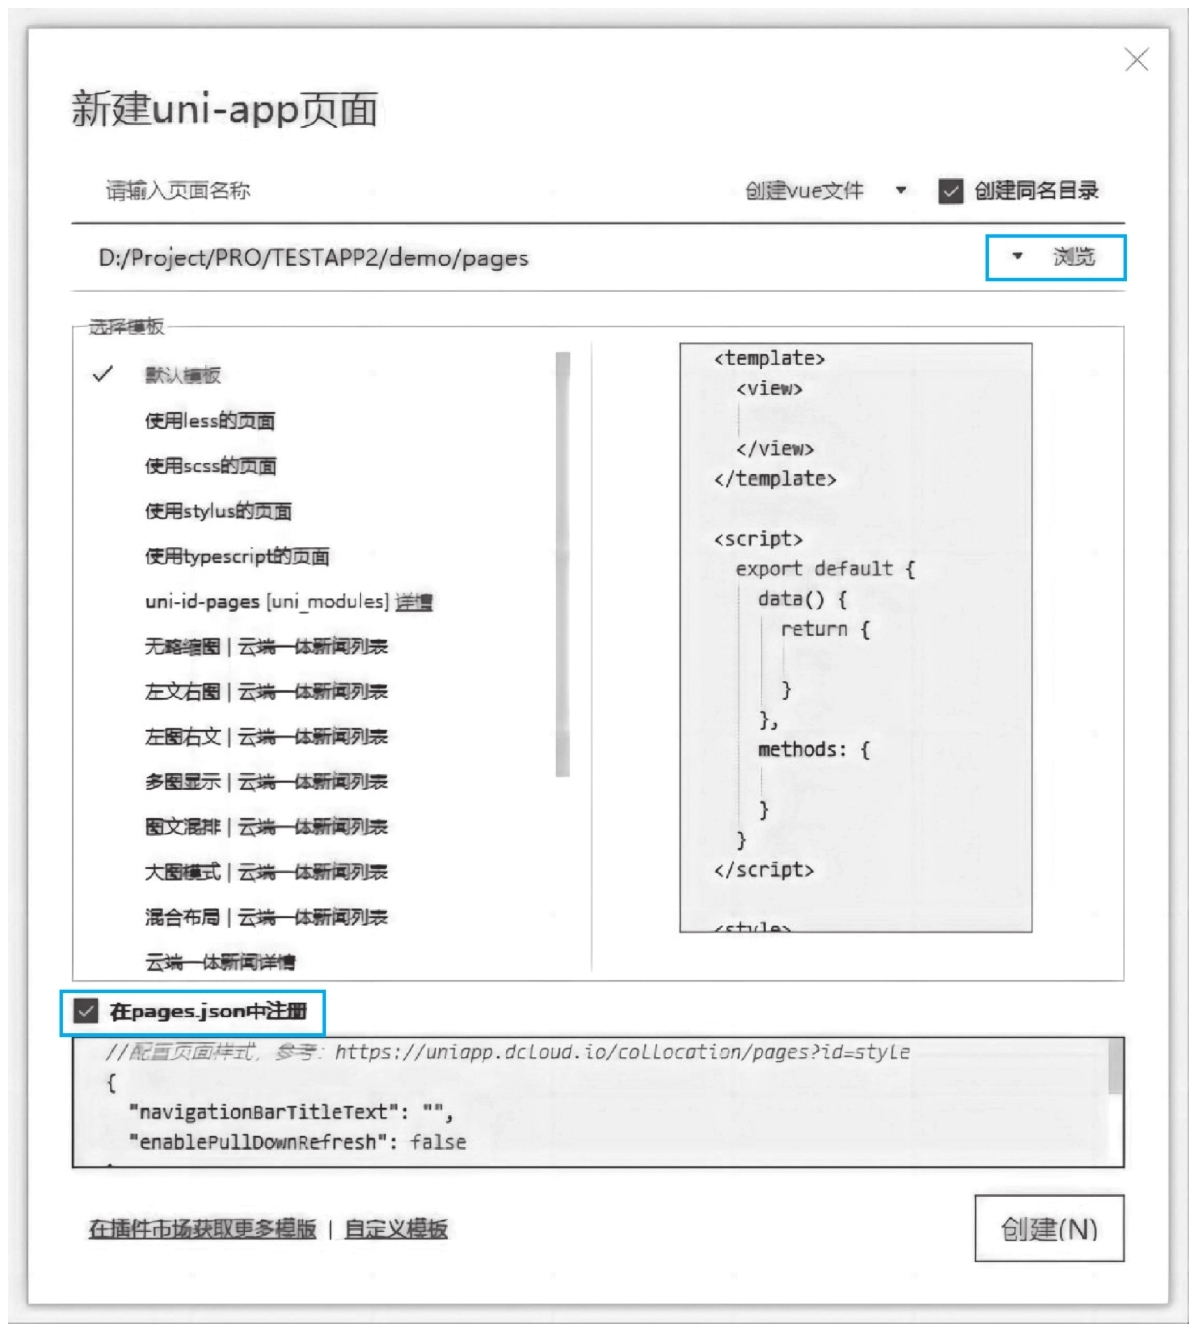 新建uni-app页面
请输入页面名称 创建vue文件 创建同名目录
D:/Project/PRO/TESTAPP2/demo/pages 浏览
选择模板
默认模板
使用less的页面
使用scss的页面
使用stylus的页面
使用typescript的页面
uni-id-pages [uni_modules] 详情
无略缩图 | 云端一体新闻列表
左文右图 | 云端一体新闻列表
左图右文 | 云端一体新闻列表
多图显示 | 云端一体新闻列表
图文混排 | 云端一体新闻列表
大图模式 | 云端一体新闻列表
混合布局 | 云端一体新闻列表
云端一体新闻详情
<template>
<view>
</view>
</template>
<script>
export default {
data() {
return {
}
},
methods: {
}
}
</script>
<style>
在pages.json中注册
//配置页面样式，参考：https://uniapp.dcloud.io/collocation/pages?id=style
{
"navigationBarTitleText": "",
"enablePullDownRefresh": false
在插件市场获取更多模版 | 自定义模板
创建(N)